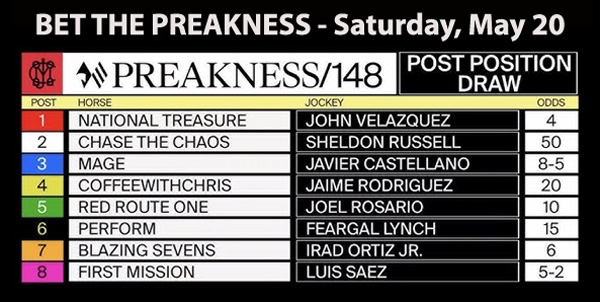 BET THE PREAKNESS - Saturday, May 20
PREAKNESS/148
POST POSITION
DRAW
POST HORSE JOCKEY ODDS
1 NATIONAL TREASURE JOHN VELAZQUEZ 4
2 CHASE THE CHAOS SHELDON RUSSELL 50
3 MAGE JAVIER CASTELLANO 8-5
4 COFFEEWITHCHRIS JAIME RODRIGUEZ 20
5 RED ROUTE ONE JOEL ROSARIO 10
6 PERFORM FEARGAL LYNCH 15
7 BLAZING SEVENS IRAD ORTIZ JR. 6
8 FIRST MISSION LUIS SAEZ 5-2